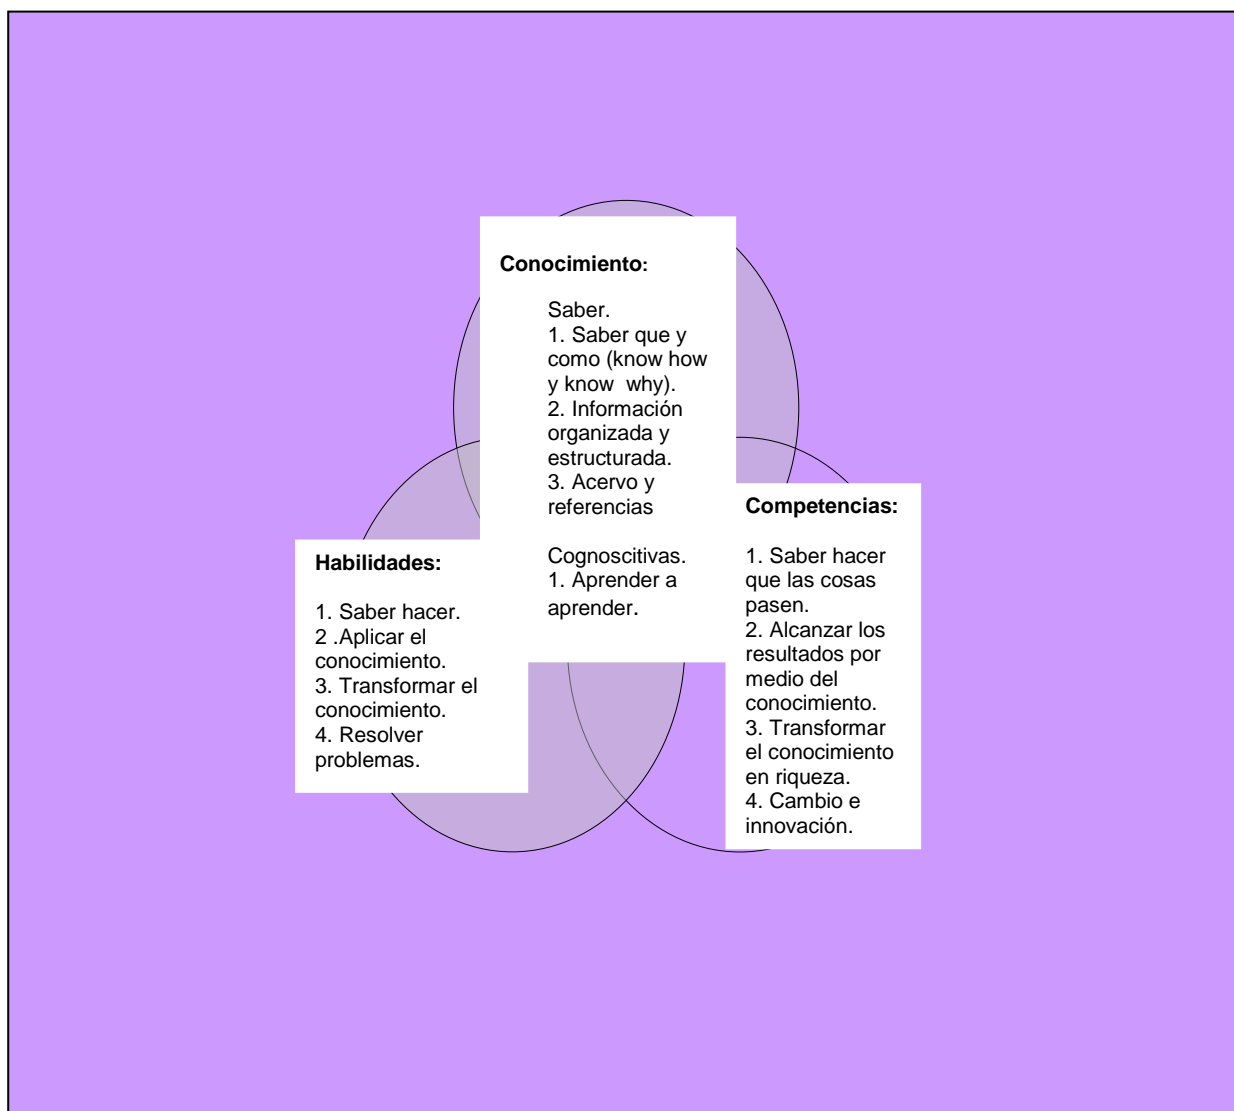 Conocimiento:
Saber.
1. Saber que y
como (know how
y know  why).
2. Información
organizada y
estructurada.
3. Acervo y
referencias
Cognoscitivas.
1. Aprender a
aprender.
Habilidades:
1. Saber hacer.
2 .Aplicar el
conocimiento.
3. Transformar el
conocimiento.
4. Resolver
problemas.
Competencias:
1. Saber hacer
que las cosas
pasen.
2. Alcanzar los
resultados por
medio del
conocimiento.
3. Transformar
el conocimiento
en riqueza.
4. Cambio e
innovación.